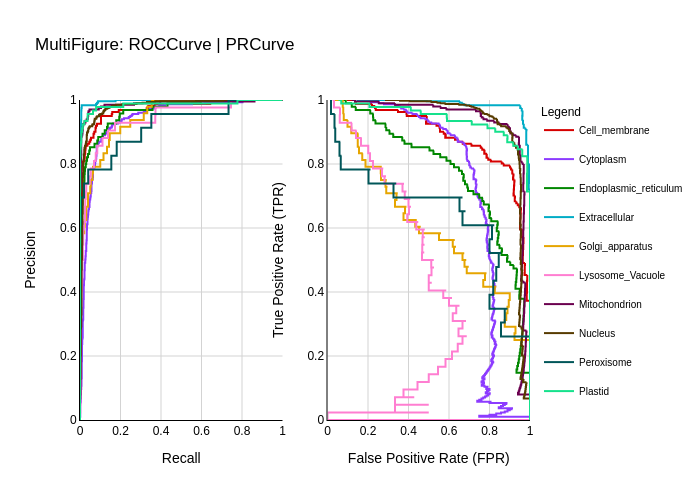 MultiFigure: ROCCurve | PRCurve
Precision
1
0.8
0.6
0.4
0.2
0
0
0.2
0.4
0.6
0.8
1
Recall
True Positive Rate (TPR)
1
0.8
0.6
0.4
0.2
0
0
0.2
0.4
0.6
0.8
1
False Positive Rate (FPR)
Legend
Cell_membrane
Cytoplasm
Endoplasmic_reticulum
Extracellular
Golgi_apparatus
Lysosome_Vacuole
Mitochondrion
Nucleus
Peroxisome
Plastid